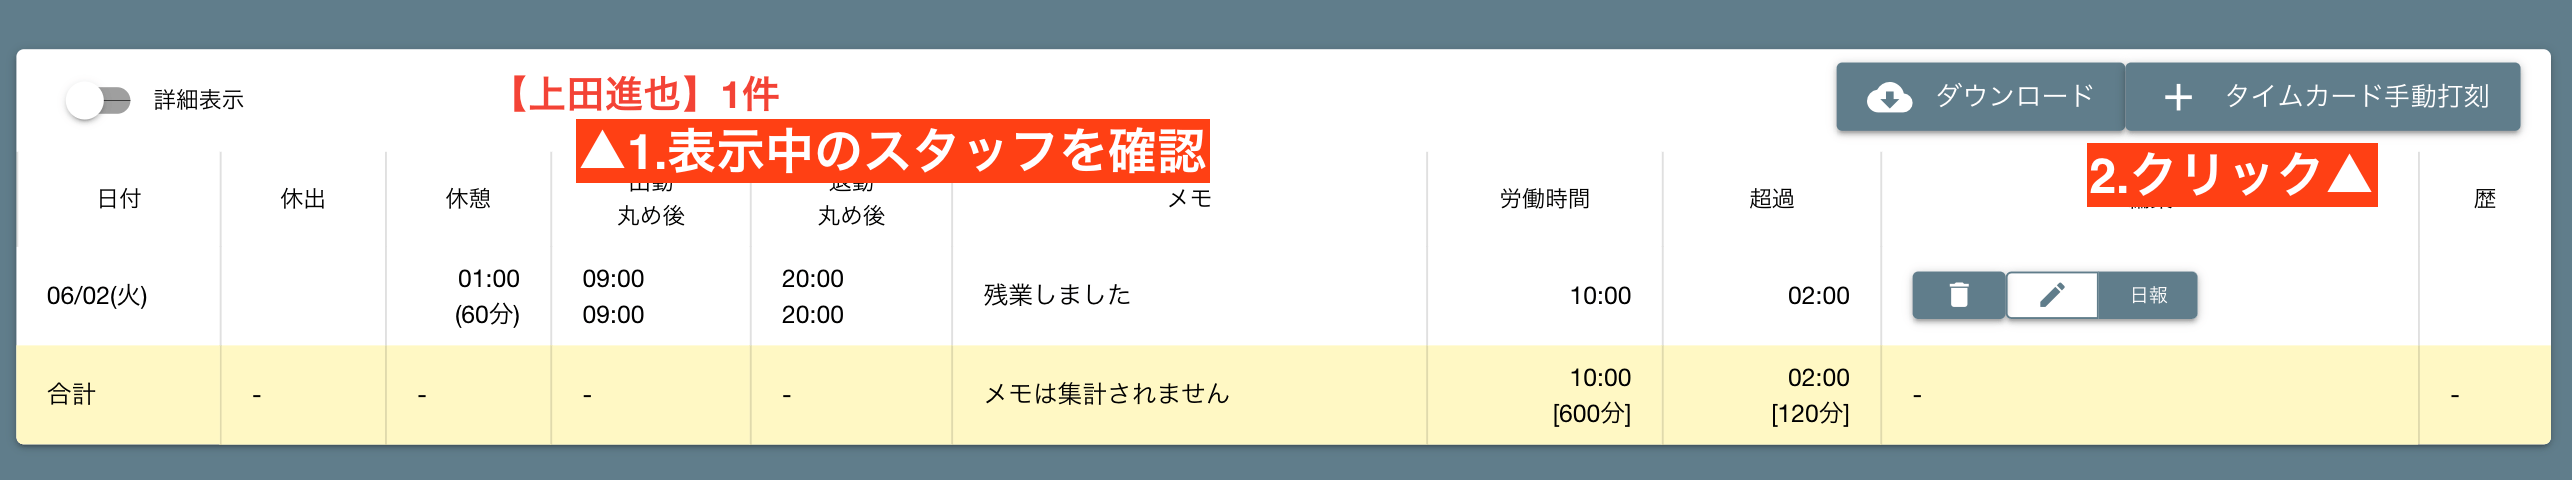 詳細表示
【上田進也】1件
ダウンロード
タイムカード手動打刻
▲1.表示中のスタッフを確認
2.クリック▲
日付
休出
休憩
丸め後
丸め後
メモ
労働時間
超過
歴
06/02(火)
01:00
(60分)
09:00
09:00
20:00
20:00
残業しました
10:00
02:00
日報
合計
-
-
-
-
メモは集計されません
10:00
[600分]
02:00
[120分]
-
-